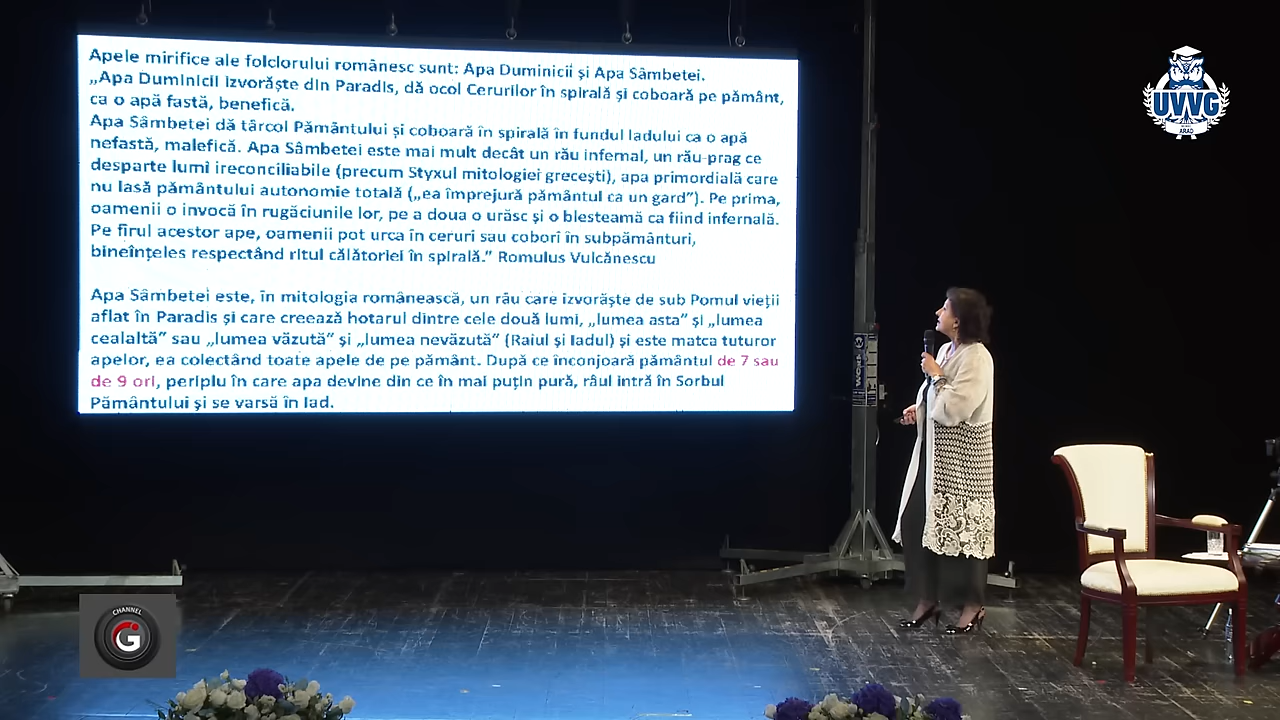 Apele mirifice ale folclorului românesc sunt: Apa Duminicii și Apa Sâmbetei.
„Apa Duminicii izvorăște din Paradis, dă ocol Cerurilor în spirală și coboară pe pământ,
ca o apă fastă, benefică.
Apa Sâmbetei dă târcol Pământului și coboară în spirală în fundul Iadului ca o apă
nefastă, malefică. Apa Sâmbetei este mai mult decât un râu infernal, un râu-prag ce
desparte lumi ireconciliabile (precum Styxul mitologiei grecești), apa primordială care
nu lasă pământului autonomie totală („ea împrejură pământul ca un gard”). Pe prima,
oamenii o invocă în rugăciunile lor, pe a doua o urăsc și o blesteamă ca fiind infernală.
Pe firul acestor ape, oamenii pot urca în ceruri sau coborî în subpământuri,
bineînțeles respectând ritul călătoriei în spirală.” Romulus Vulcănescu
Apa Sâmbetei este, în mitologia românească, un râu care izvorăște de sub Pomul vieții
aflat în Paradis și care creează hotarul dintre cele două lumi, „lumea asta” și „lumea
cealaltă” sau „lumea văzută” și „lumea nevăzută” (Raiul și Iadul) și este matca tuturor
apelor, ea colectând toate apele de pe pământ. După ce înconjoară pământul de 7 sau
de 9 ori, periplu în care apa devine din ce în mai puțin pură, râul intră în Sorbul
Pământului și se varsă în Iad.
UVVG
ARAD
CHANNEL
G